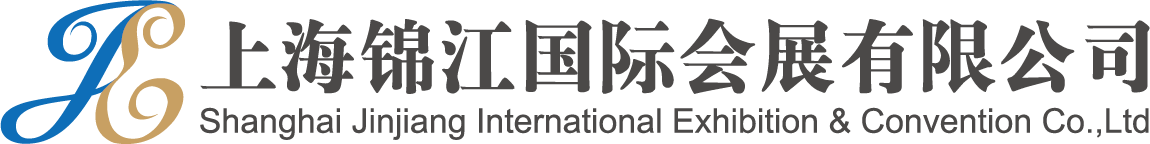 上海锦江国际会展有限公司
Shanghai Jinjiang International Exhibition & Convention Co.,Ltd